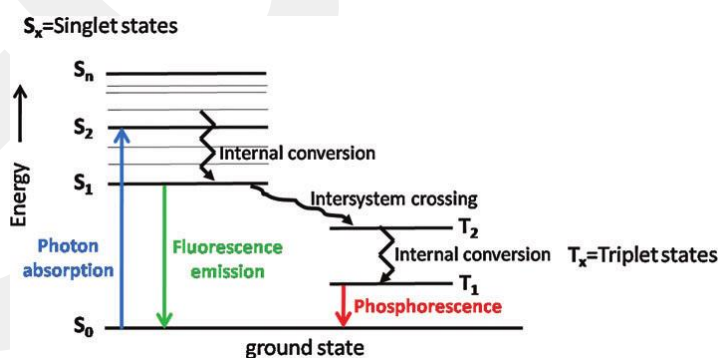 Sx=Singlet states
Sn
S2
Internal conversion
S1
Intersystem crossing
Energy
T2
Photon
absorption
Fluorescence
emission
Internal conversion
Tx=Triplet states
T1
Phosphorescence
S0
ground state